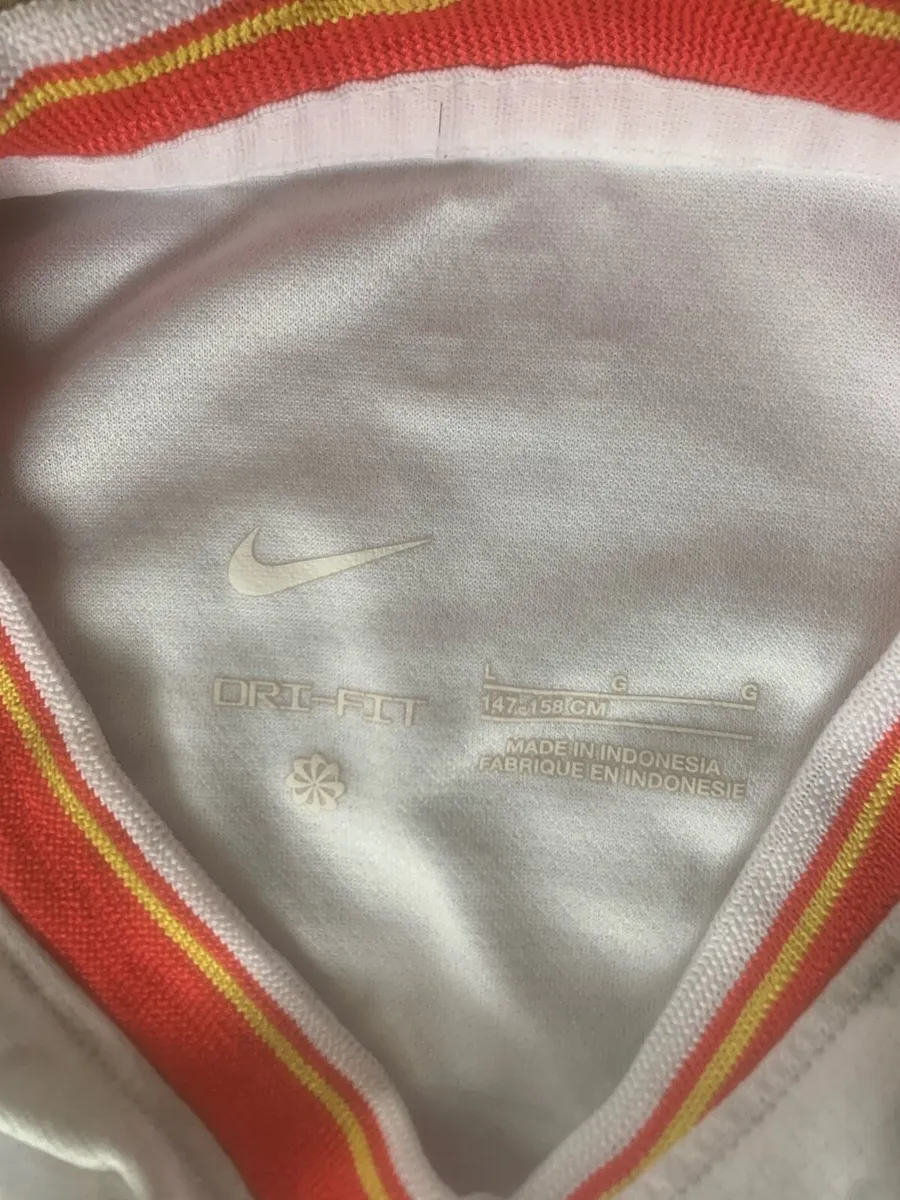 DRI-FIT
L G G
147-158 CM
MADE IN INDONESIA
FABRIQUE EN INDONESIE